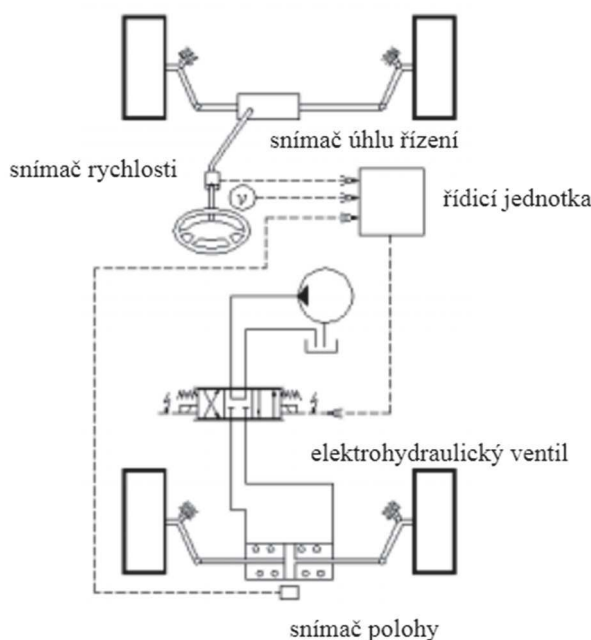 snímač úhlu řízení
snímač rychlosti
řídicí jednotka
v
elektrohydraulický ventil
snímač polohy